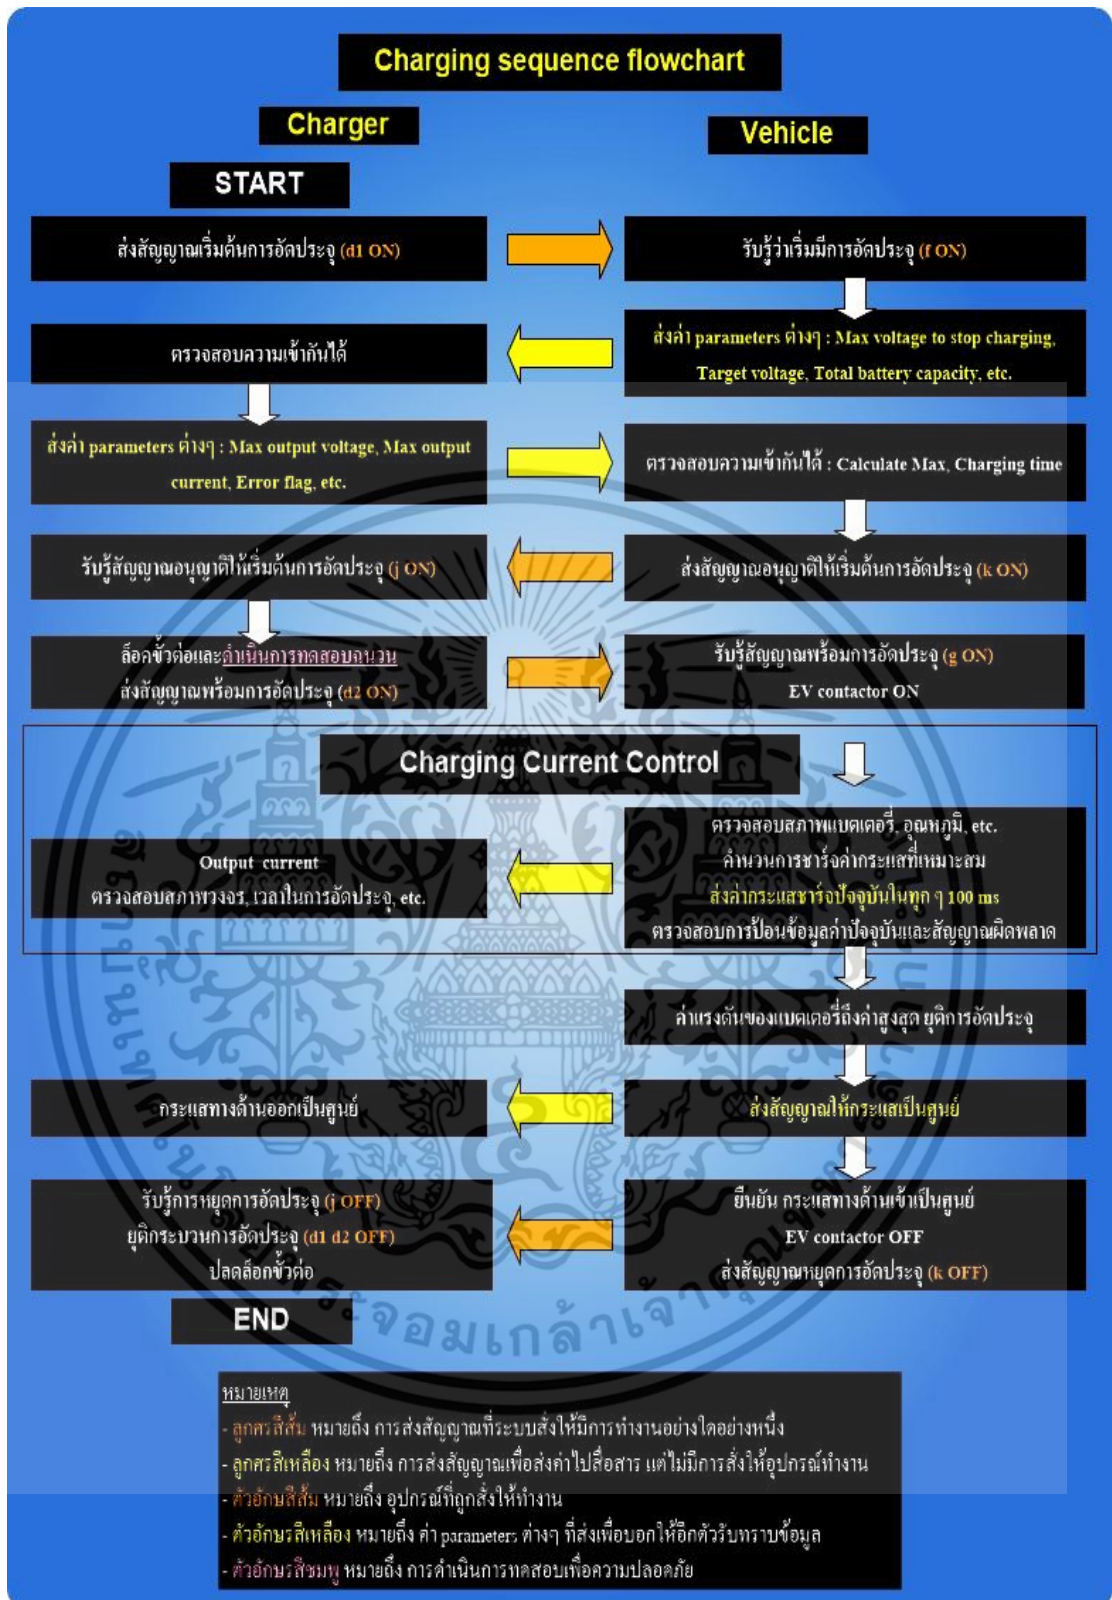 Charging sequence flowchart
Charger
Vehicle
START
ส่งสัญญาณเริ่มต้นการอัดประจุ (d1 ON)
รับรู้ว่าเริ่มมีการอัดประจุ (f ON)
ส่งค่า parameters ต่างๆ : Max voltage to stop charging,
Target voltage, Total battery capacity, etc.
ตรวจสอบความเข้ากันได้
ส่งค่า parameters ต่างๆ : Max output voltage, Max output
current, Error flag, etc.
ตรวจสอบความเข้ากันได้ : Calculate Max, Charging time
ส่งสัญญาณอนุญาติให้เริ่มต้นการอัดประจุ (k ON)
รับรู้สัญญาณอนุญาติให้เริ่มต้นการอัดประจุ (j ON)
ล็อคขั้วต่อและดำเนินการทดสอบฉนวน
ส่งสัญญาณพร้อมการอัดประจุ (d2 ON)
รับรู้สัญญาณพร้อมการอัดประจุ (g ON)
EV contactor ON
Charging Current Control
ตรวจสอบสภาพแบตเตอรี่, อุณหภูมิ, etc.
คำนวนการชาร์จค่ากระแสที่เหมาะสม
ส่งค่ากระแสชาร์จปัจจุบันในทุก ๆ 100 ms
ตรวจสอบการป้อนข้อมูลค่าปัจจุบันและสัญญาณผิดพลาด
Output current
ตรวจสอบสภาพวงจร, เวลาในการอัดประจุ, etc.
ค่าแรงดันของแบตเตอรี่ถึงค่าสูงสุด ยุติการอัดประจุ
ส่งสัญญาณให้กระแสเป็นศูนย์
กระแสทางด้านออกเป็นศูนย์
ยืนยัน กระแสทางด้านเข้าเป็นศูนย์
EV contactor OFF
ส่งสัญญาณหยุดการอัดประจุ (k OFF)
รับรู้การหยุดการอัดประจุ (j OFF)
ยุติกระบวนการอัดประจุ (d1 d2 OFF)
ปลดล็อกขั้วต่อ
END
หมายเหตุ
- ลูกศรสีส้ม หมายถึง การส่งสัญญาณที่ระบบสั่งให้มีการทำงานอย่างใดอย่างหนึ่ง
- ลูกศรสีเหลือง หมายถึง การส่งสัญญาณเพื่อส่งค่าไปสื่อสาร แต่ไม่มีการสั่งให้อุปกรณ์ทำงาน
- ตัวอักษสีส้ม หมายถึง อุปกรณ์ที่ถูกสั่งให้ทำงาน
- ตัวอักษรสีเหลือง หมายถึง ค่า parameters ต่างๆ ที่ส่งเพื่อบอกให้อีกตัวรับทราบข้อมูล
- ตัวอักษรสีชมพู หมายถึง การดำเนินการทดสอบเพื่อความปลอดภัย